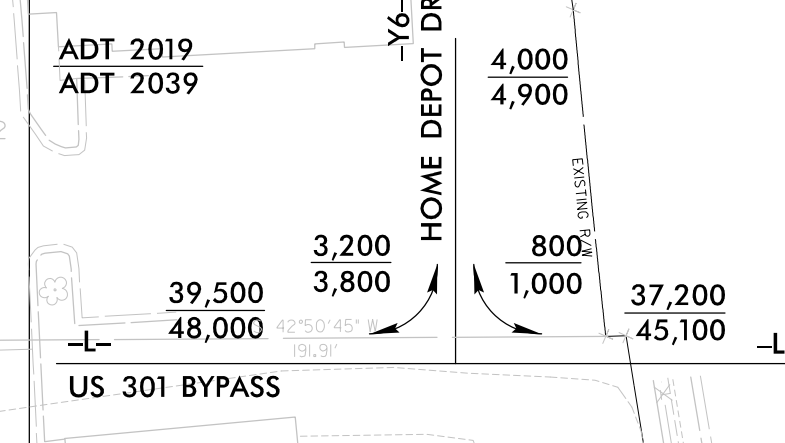 ADT 2019
ADT 2039
-Y6-
HOME DEPOT DR
4,000
4,900
EXISTING R/W
3,200
3,800
800
1,000
39,500
48,000
37,200
45,100
42°50'45" W
191.91'
-L-
-L
US 301 BYPASS